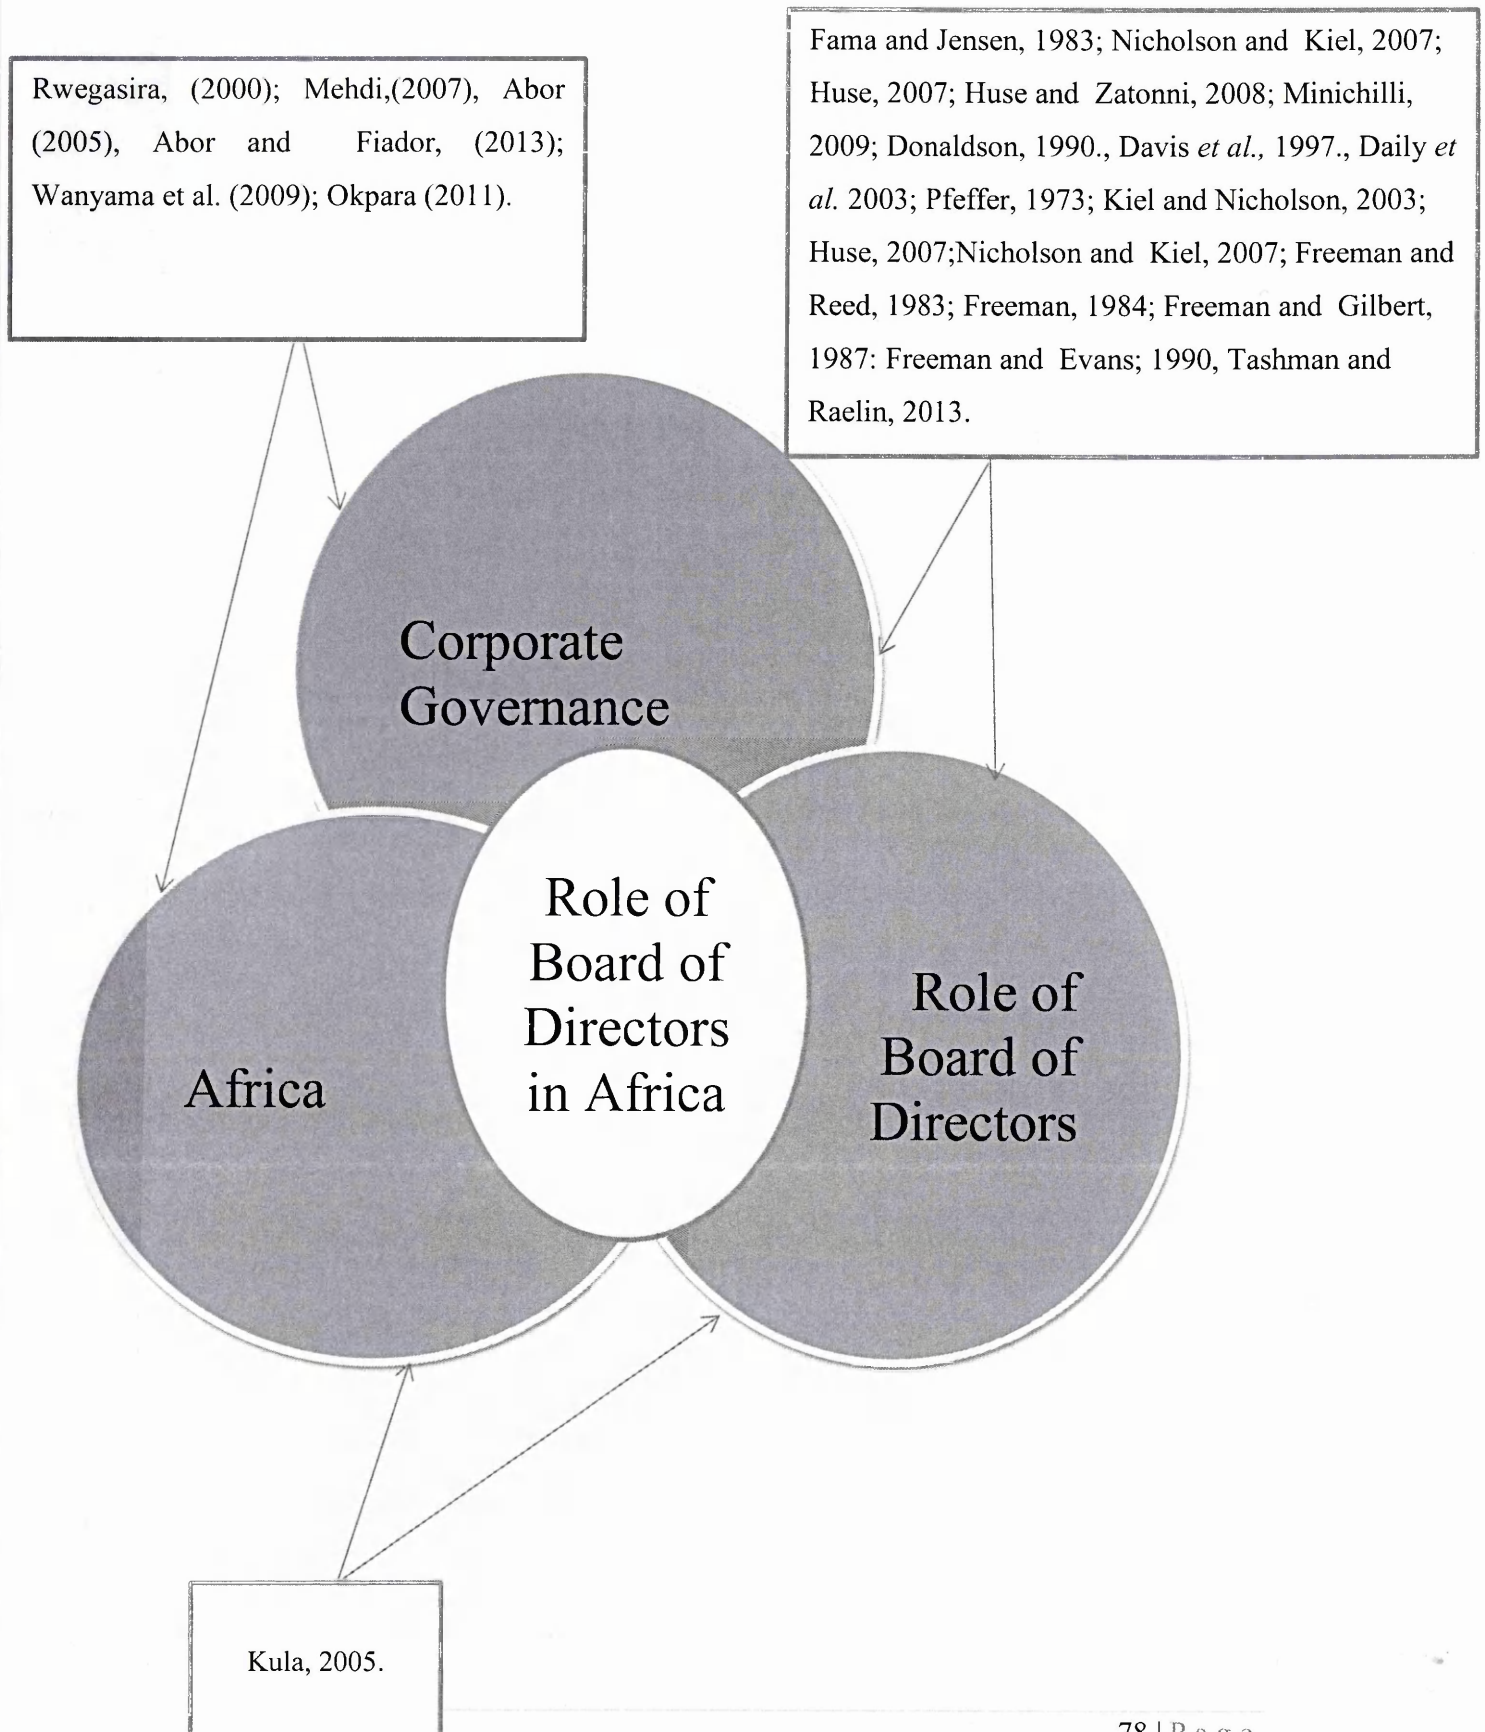 Rwegasira, (2000); Mehdi,(2007), Abor
(2005), Abor and Fiador, (2013);
Wanyama et al. (2009); Okpara (2011).
Fama and Jensen, 1983; Nicholson and Kiel, 2007;
Huse, 2007; Huse and Zatonni, 2008; Minichilli,
2009; Donaldson, 1990., Davis et al., 1997., Daily et
al. 2003; Pfeffer, 1973; Kiel and Nicholson, 2003;
Huse, 2007;Nicholson and Kiel, 2007; Freeman and
Reed, 1983; Freeman, 1984; Freeman and Gilbert,
1987: Freeman and Evans; 1990, Tashman and
Raelin, 2013.
Corporate
Governance
Role of
Board of
Directors
in Africa
Africa
Role of
Board of
Directors
Kula, 2005.
78 | P a g e